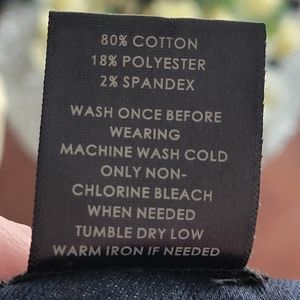 80% COTTON
18% POLYESTER
2% SPANDEX
WASH ONCE BEFORE
WEARING
MACHINE WASH COLD
ONLY NON-
CHLORINE BLEACH
WHEN NEEDED
TUMBLE DRY LOW
WARM IRON IF NEEDED